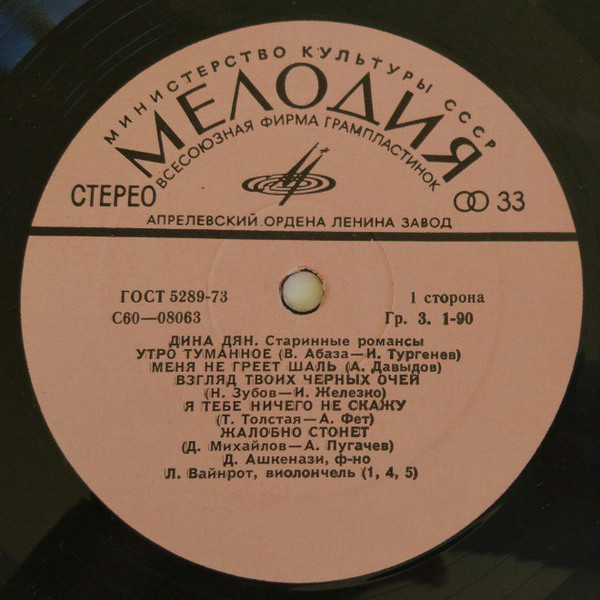 МИНИСТЕРСТВО КУЛЬТУРЫ СССР
МЕЛОДИЯ
ВСЕСОЮЗНАЯ ФИРМА ГРАМПЛАСТИНОК
СТЕРЕО 33
АПРЕЛЕВСКИЙ ОРДЕНА ЛЕНИНА ЗАВОД
ГОСТ 5289-73 1 сторона
С60—08063 Гр. 3. 1-90
ДИНА ДЯН. Старинные романсы
УТРО ТУМАННОЕ (В. Абаза—И. Тургенев)
МЕНЯ НЕ ГРЕЕТ ШАЛЬ (А. Давыдов)
ВЗГЛЯД ТВОИХ ЧЕРНЫХ ОЧЕЙ
(Н. Зубов—И. Железко)
Я ТЕБЕ НИЧЕГО НЕ СКАЖУ
(Т. Толстая—А. Фет)
ЖАЛОБНО СТОНЕТ
(Д. Михайлов—А. Пугачев)
Д. Ашкенази, ф-но
Л. Вайнрот, виолончель (1, 4, 5)